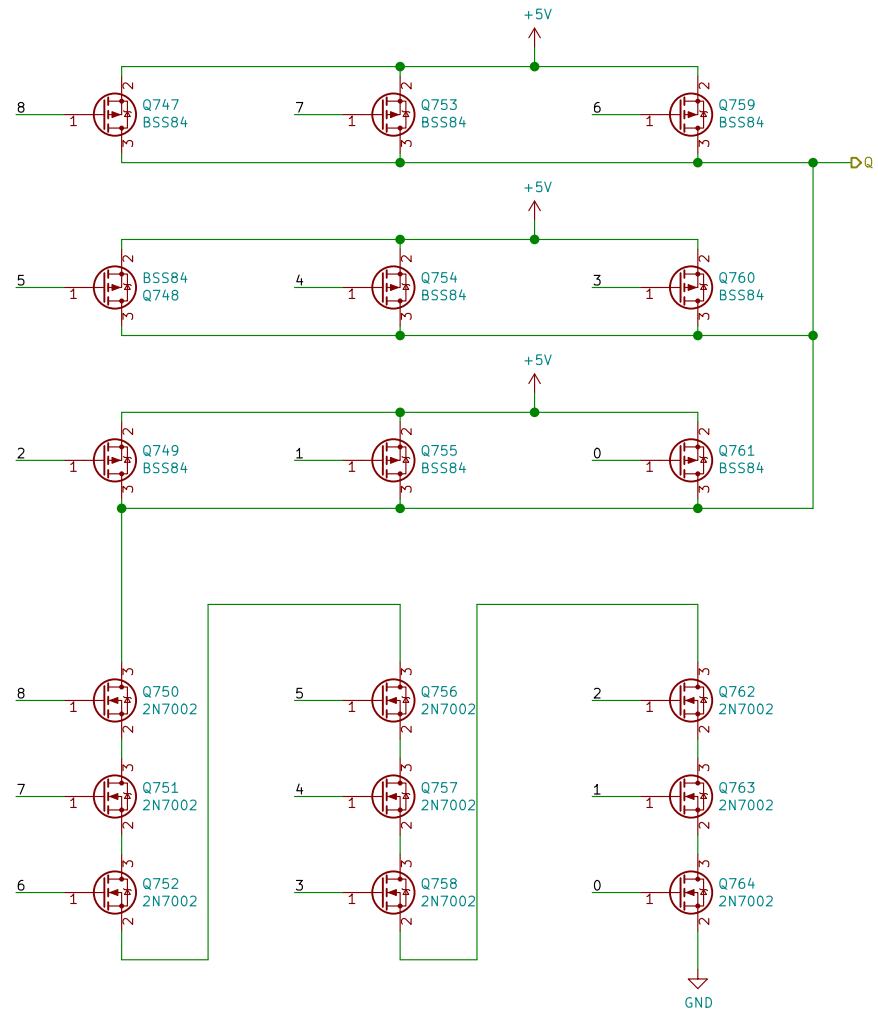 +5V
2
2
2
8
1
Q747
BSS84
7
1
Q753
BSS84
6
1
Q759
BSS84
3
3
3
Q
+5V
2
2
2
5
1
BSS84
Q748
4
1
Q754
BSS84
3
1
Q760
BSS84
3
3
3
+5V
2
2
2
2
1
Q749
BSS84
1
1
Q755
BSS84
0
1
Q761
BSS84
3
3
3
3
3
3
8
1
Q750
2N7002
5
1
Q756
2N7002
2
1
Q762
2N7002
2
2
2
3
3
3
7
1
Q751
2N7002
4
1
Q757
2N7002
1
1
Q763
2N7002
2
2
2
3
3
3
6
1
Q752
2N7002
3
1
Q758
2N7002
0
1
Q764
2N7002
2
2
2
GND